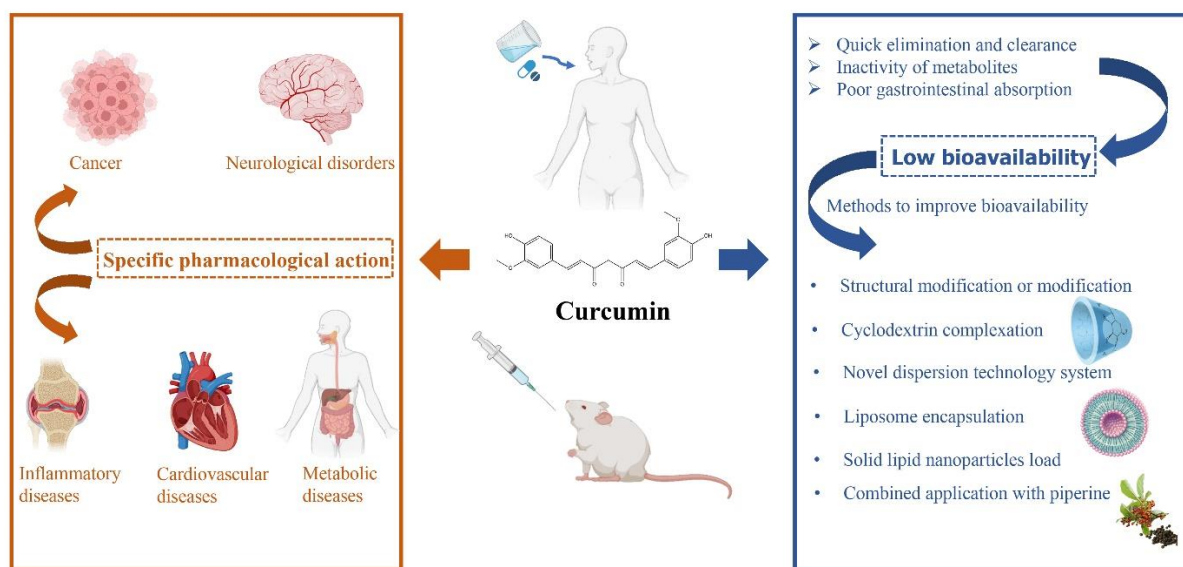 Cancer
Neurological disorders
Specific pharmacological action
Inflammatory
diseases
Cardiovascular
diseases
Metabolic
diseases
HO
O
O
O
O
OH
Curcumin
Quick elimination and clearance
Inactivity of metabolites
Poor gastrointestinal absorption
Low bioavailability
Methods to improve bioavailability
Structural modification or modification
Cyclodextrin complexation
Novel dispersion technology system
Liposome encapsulation
Solid lipid nanoparticles load
Combined application with piperine